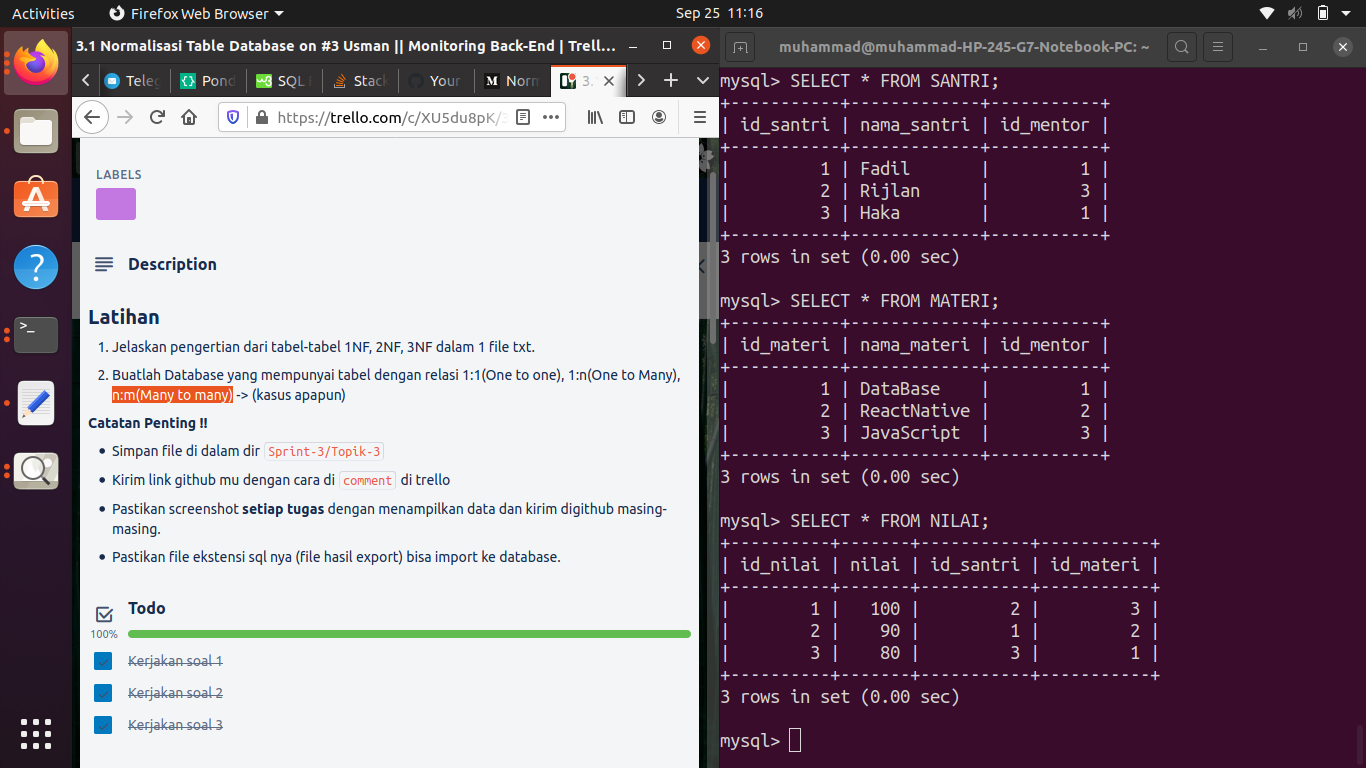 Activities
Firefox Web Browser
Sep 25 11:16
3.1 Normalisasi Table Database on #3 Usman || Monitoring Back-End | Trell...
Teleg
Pond
SQL
Stack
Your
Norm
3.
https://trello.com/c/XU5du8pK/3
LABELS
Description
Latihan
1. Jelaskan pengertian dari tabel-tabel 1NF, 2NF, 3NF dalam 1 file txt.
2. Buatlah Database yang mempunyai tabel dengan relasi 1:1(One to one), 1:n(One to Many),
n:m(Many to many) -> (kasus apapun)
Catatan Penting !!
• Simpan file di dalam dir Sprint-3/Topik-3
• Kirim link github mu dengan cara di comment di trello
• Pastikan screenshot setiap tugas dengan menampilkan data dan kirim digithub masing-
masing.
• Pastikan file ekstensi sql nya (file hasil export) bisa import ke database.
Todo
100%
Kerjakan soal 1
Kerjakan soal 2
Kerjakan soal 3
muhammad@muhammad-HP-245-G7-Notebook-PC: ~
mysql> SELECT * FROM SANTRI;
+-----------+-------------+-----------+
| id_santri | nama_santri | id_mentor |
+-----------+-------------+-----------+
|         1 | Fadil       |         1 |
|         2 | Rijlan      |         3 |
|         3 | Haka        |         1 |
+-----------+-------------+-----------+
3 rows in set (0.00 sec)
mysql> SELECT * FROM MATERI;
+-----------+-------------+-----------+
| id_materi | nama_materi | id_mentor |
+-----------+-------------+-----------+
|         1 | DataBase    |         1 |
|         2 | ReactNative |         2 |
|         3 | JavaScript  |         3 |
+-----------+-------------+-----------+
3 rows in set (0.00 sec)
mysql> SELECT * FROM NILAI;
+----------+-------+-----------+-----------+
| id_nilai | nilai | id_santri | id_materi |
+----------+-------+-----------+-----------+
|        1 |   100 |         2 |         3 |
|        2 |    90 |         1 |         2 |
|        3 |    80 |         3 |         1 |
+----------+-------+-----------+-----------+
3 rows in set (0.00 sec)
mysql>